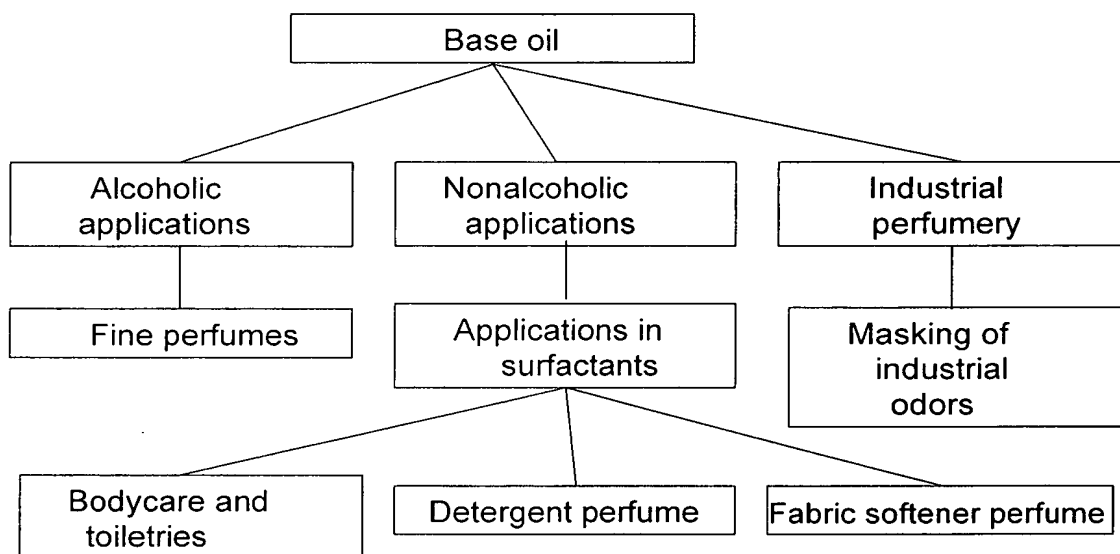 Base oil
Alcoholic
applications
Nonalcoholic
applications
Industrial
perfumery
Fine perfumes
Applications in
surfactants
Masking of
industrial
odors
Bodycare and
toiletries
Detergent perfume
Fabric softener perfume